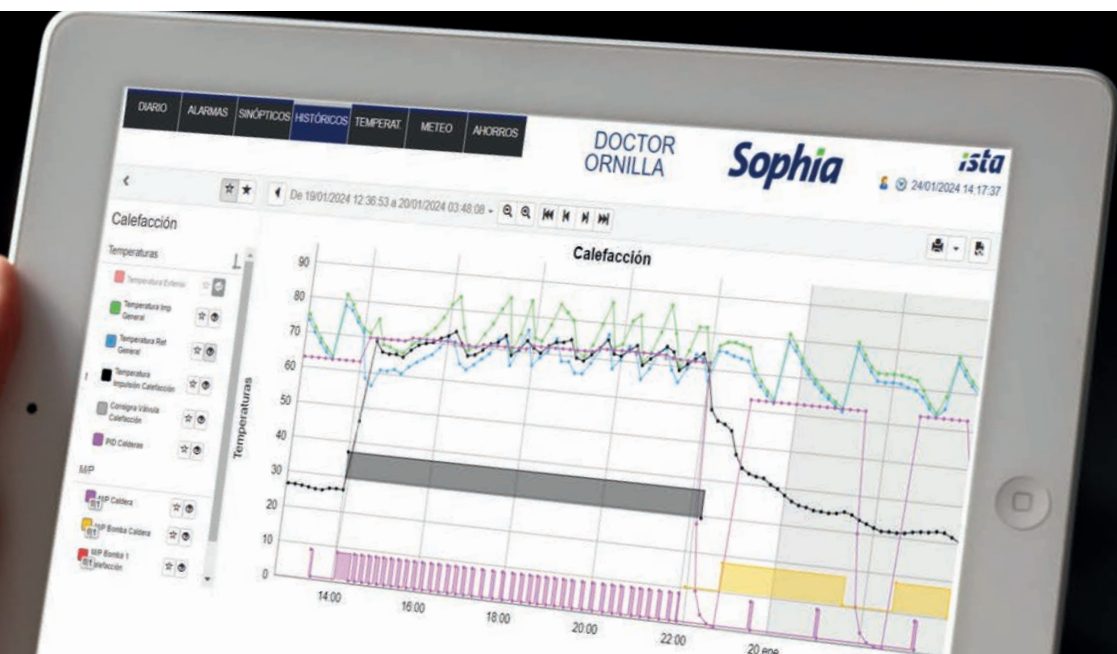 DIARIO
ALARMAS
SINÓPTICOS
HISTÓRICOS
TEMPERAT.
METEO
AHORROS
DOCTOR
ORNILLA
Sophia
ista
24/01/2024 14:17:37
De 19/01/2024 12:36:53 a 20/01/2024 03:48:08
Calefacción
Temperaturas
Temperatura Exterior
Temperatura Imp
General
Temperatura Ret
General
Temperatura
Impulsión Calefacción
Consigna Válvula
Calefacción
PID Calderas
M/P
M/P Caldera
M/P Bomba Caldera
M/P Bomba 1
Calefacción
Calefacción
Temperaturas
90
80
70
60
50
40
30
20
10
0
14:00
16:00
18:00
20:00
22:00
20 ene